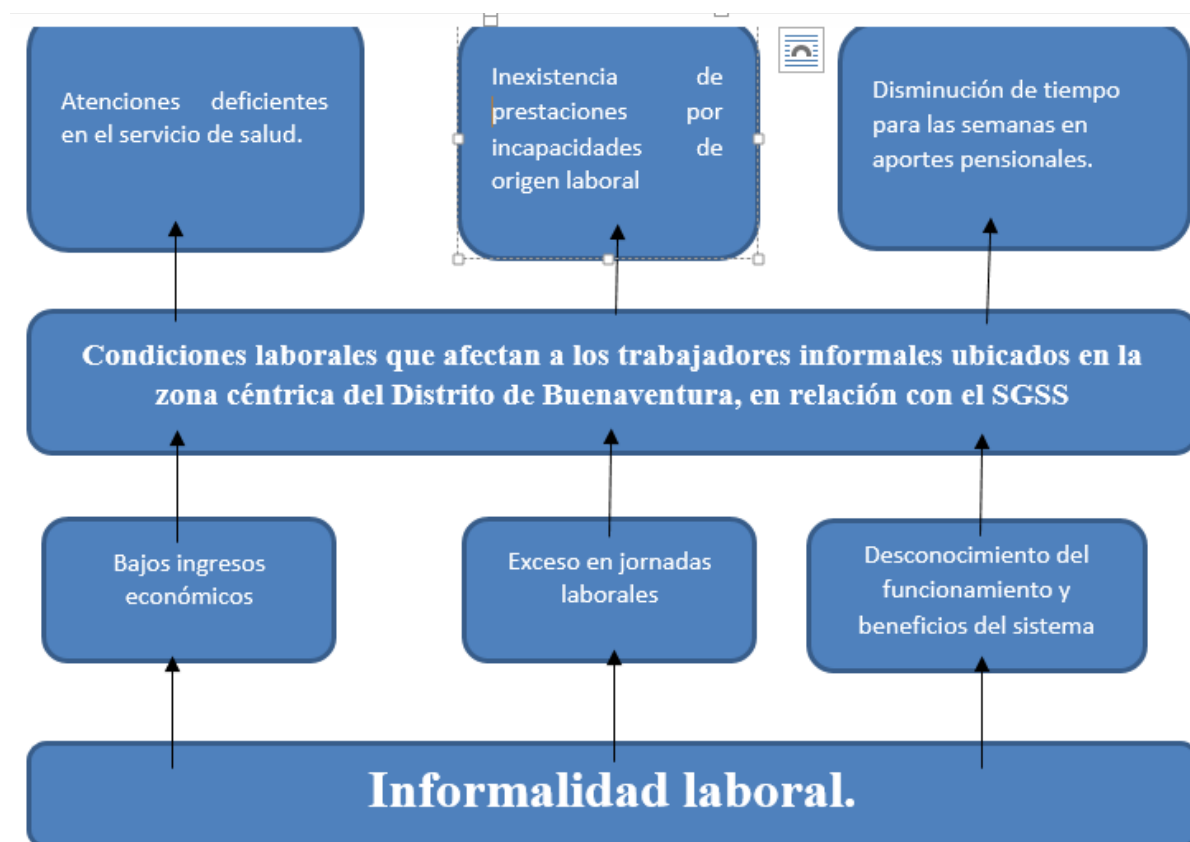 Atenciones deficientes
en el servicio de salud.
Inexistencia de
prestaciones por
incapacidades de
origen laboral
Disminución de tiempo
para las semanas en
aportes pensionales.
Condiciones laborales que afectan a los trabajadores informales ubicados en la
zona céntrica del Distrito de Buenaventura, en relación con el SGSS
Bajos ingresos
económicos
Exceso en jornadas
laborales
Desconocimiento del
funcionamiento y
beneficios del sistema
Informalidad laboral.